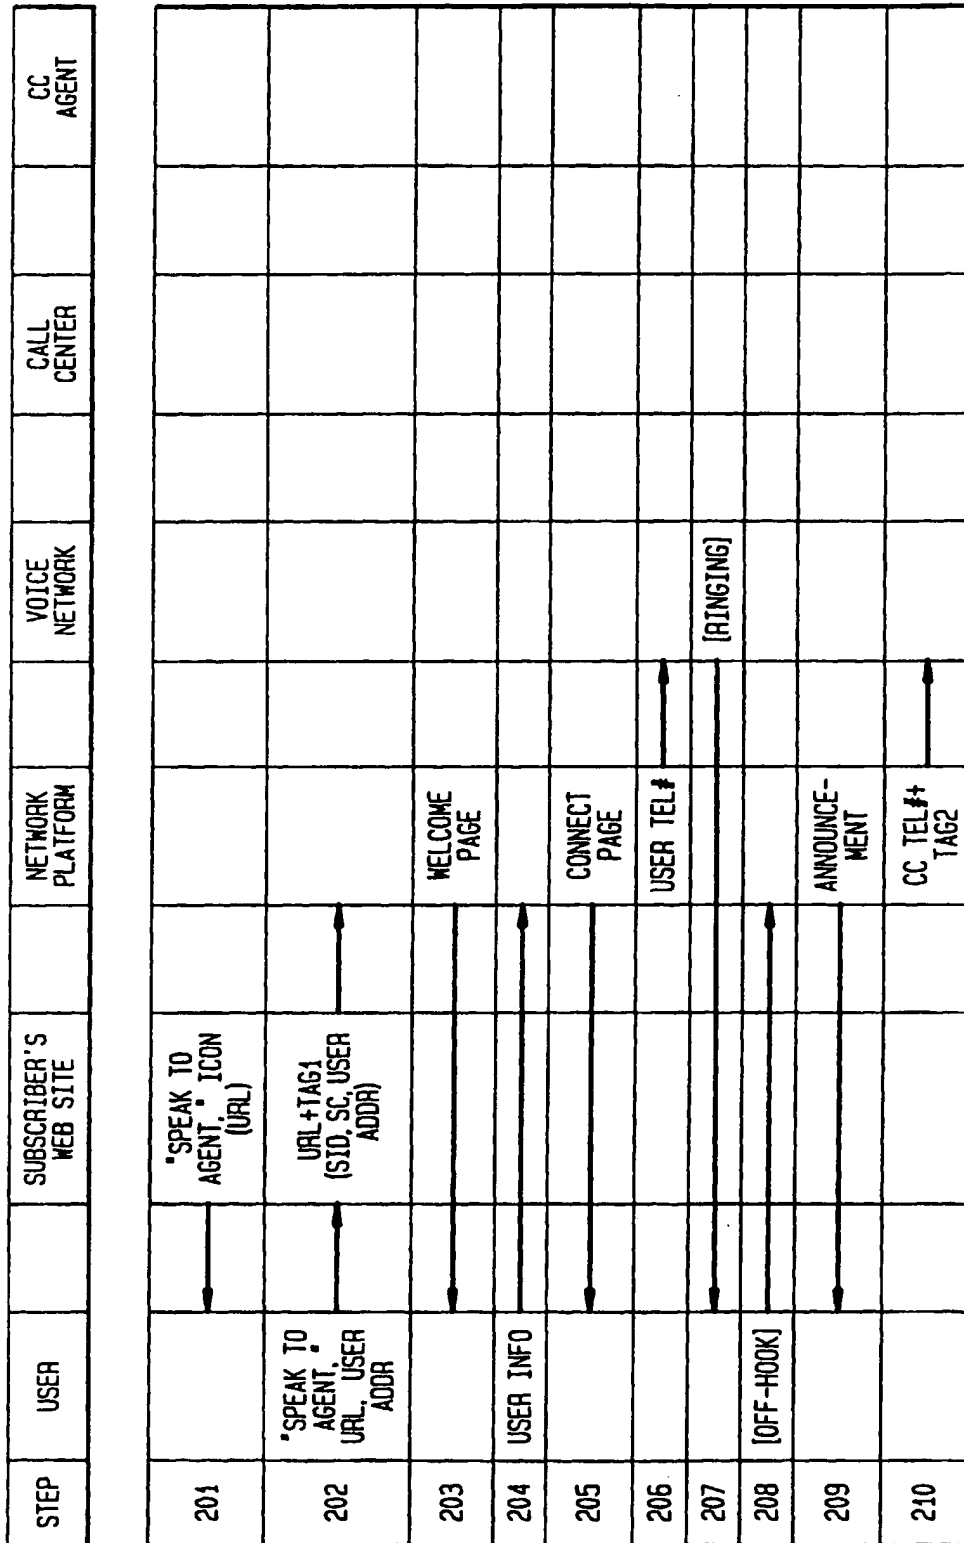 STEP
USER
SUBSCRIBER'S
WEB SITE
NETWORK
PLATFORM
VOICE
NETWORK
CALL
CENTER
CC
AGENT
201
"SPEAK TO
AGENT," ICON
(URL)
202
"SPEAK TO
AGENT,"
URL, USER
ADDR
URL+TAG1
(SID, SC, USER
ADDR)
203
WELCOME
PAGE
204
USER INFO
205
CONNECT
PAGE
206
USER TEL#
207
[RINGING]
208
[OFF-HOOK]
209
ANNOUNCE-
MENT
210
CC TEL#+
TAG2